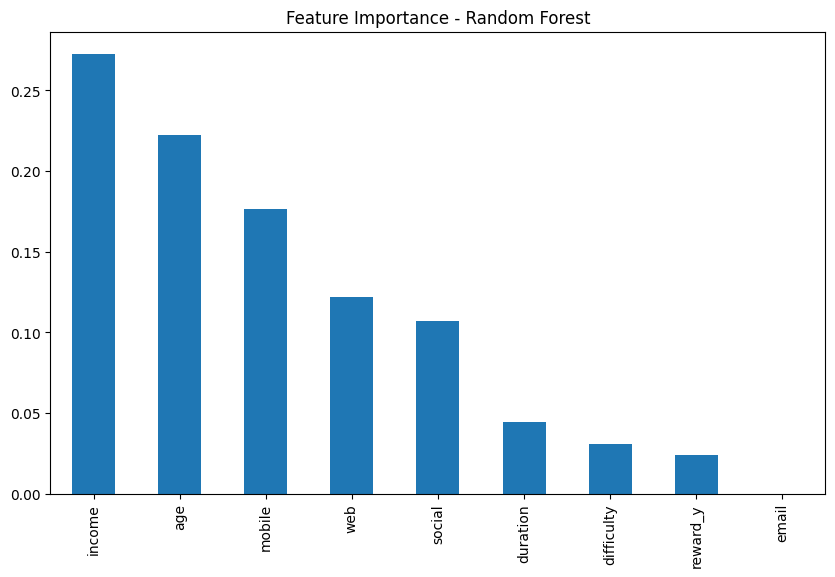 Feature Importance - Random Forest
0.25
0.20
0.15
0.10
0.05
0.00
income
age
mobile
web
social
duration
difficulty
reward_y
email